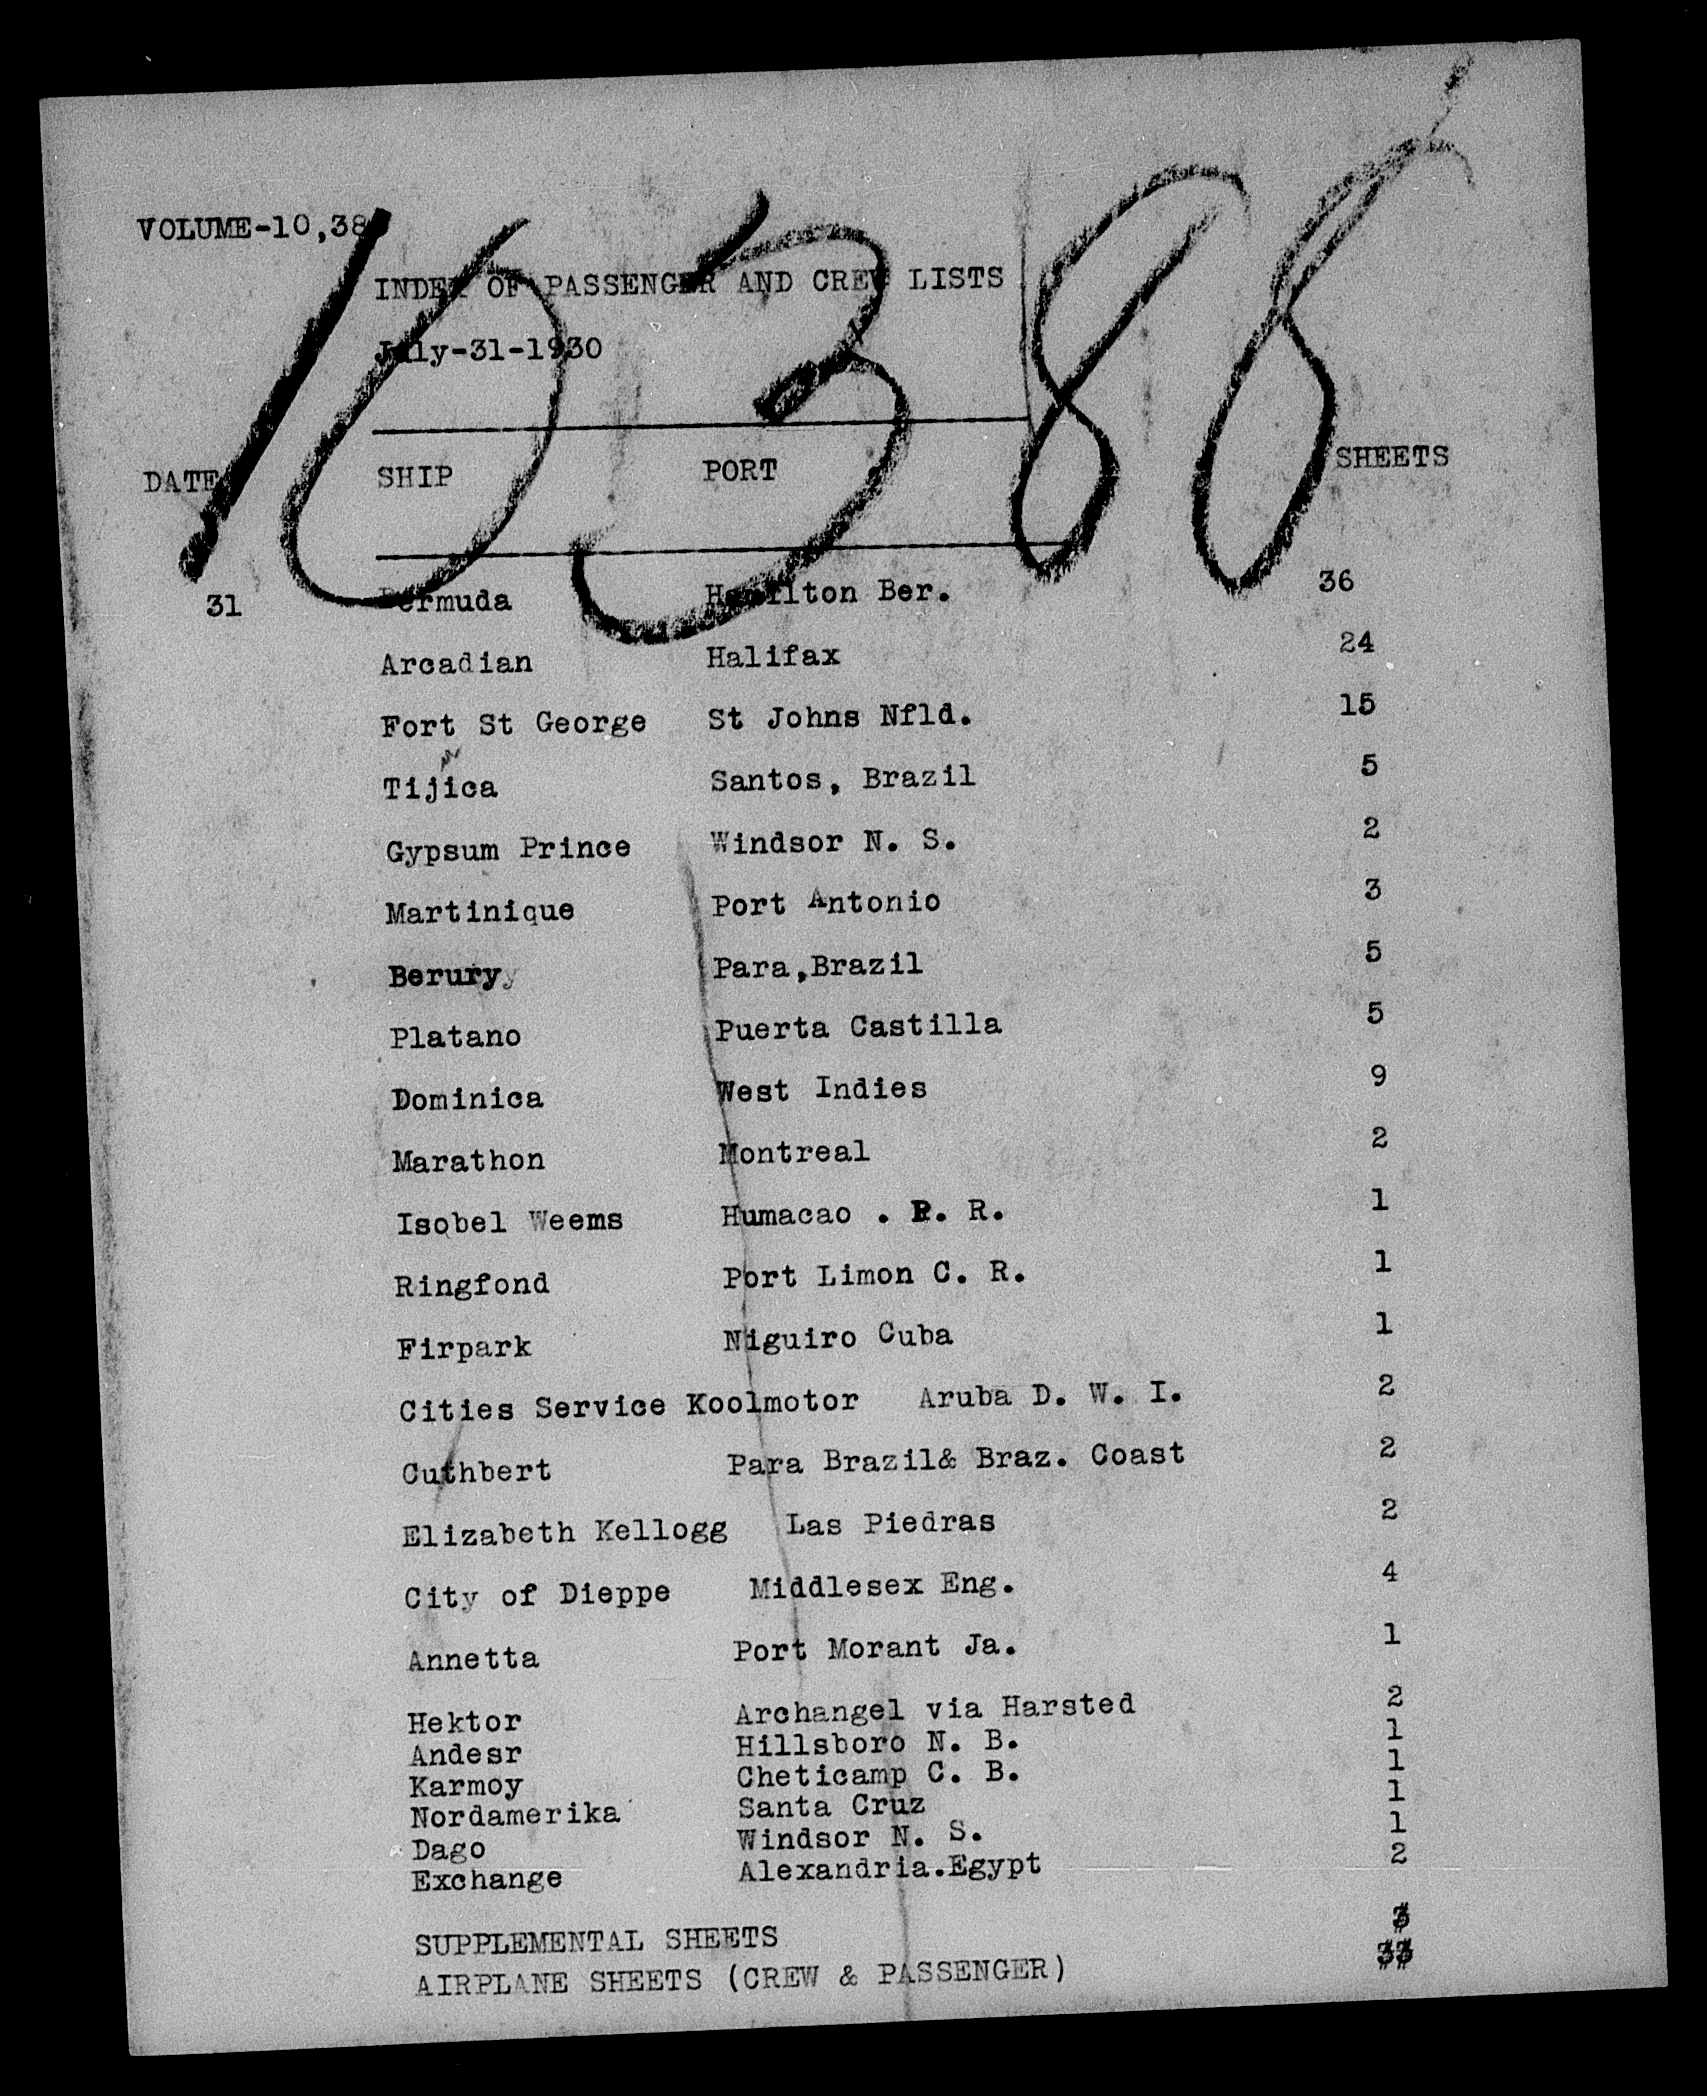 10388
VOLUME-10,38
INDEX OF PASSENGER AND CREW LISTS
July-31-1930
DATE SHIP PORT SHEETS
31 Bermuda Hamilton Ber. 36
Arcadian Halifax 24
Fort St George St Johns Nfld. 15
Tijica Santos, Brazil 5
Gypsum Prince Windsor N. S. 2
Martinique Port Antonio 3
Berury Para,Brazil 5
Platano Puerta Castilla 5
Dominica West Indies 9
Marathon Montreal 2
Isobel Weems Humacao . P. R. 1
Ringfond Port Limon C. R. 1
Firpark Niguiro Cuba 1
Cities Service Koolmotor Aruba D. W. I. 2
Cuthbert Para Brazil& Braz. Coast 2
Elizabeth Kellogg Las Piedras 2
City of Dieppe Middlesex Eng. 4
Annetta Port Morant Ja. 1
Hektor Archangel via Harsted 2
Andesr Hillsboro N. B. 1
Karmoy Cheticamp C. B. 1
Nordamerika Santa Cruz 1
Dago Windsor N. S. 1
Exchange Alexandria.Egypt 2
SUPPLEMENTAL SHEETS
AIRPLANE SHEETS (CREW & PASSENGER)